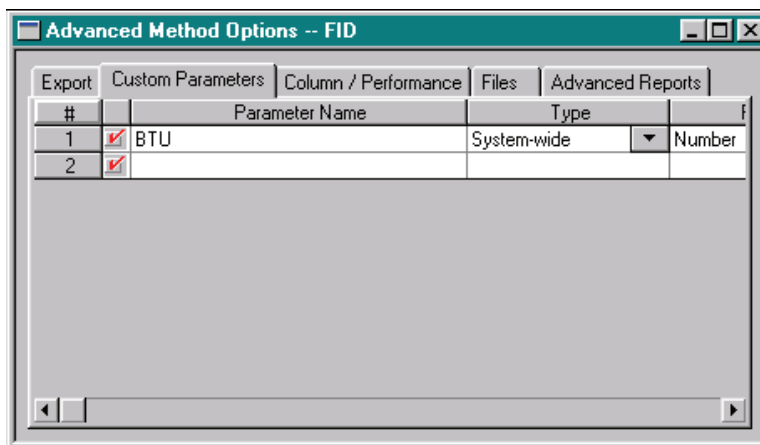 Advanced Method Options -- FID
Export Custom Parameters Column / Performance Files Advanced Reports
# Parameter Name Type
1 BTU System-wide Number
2